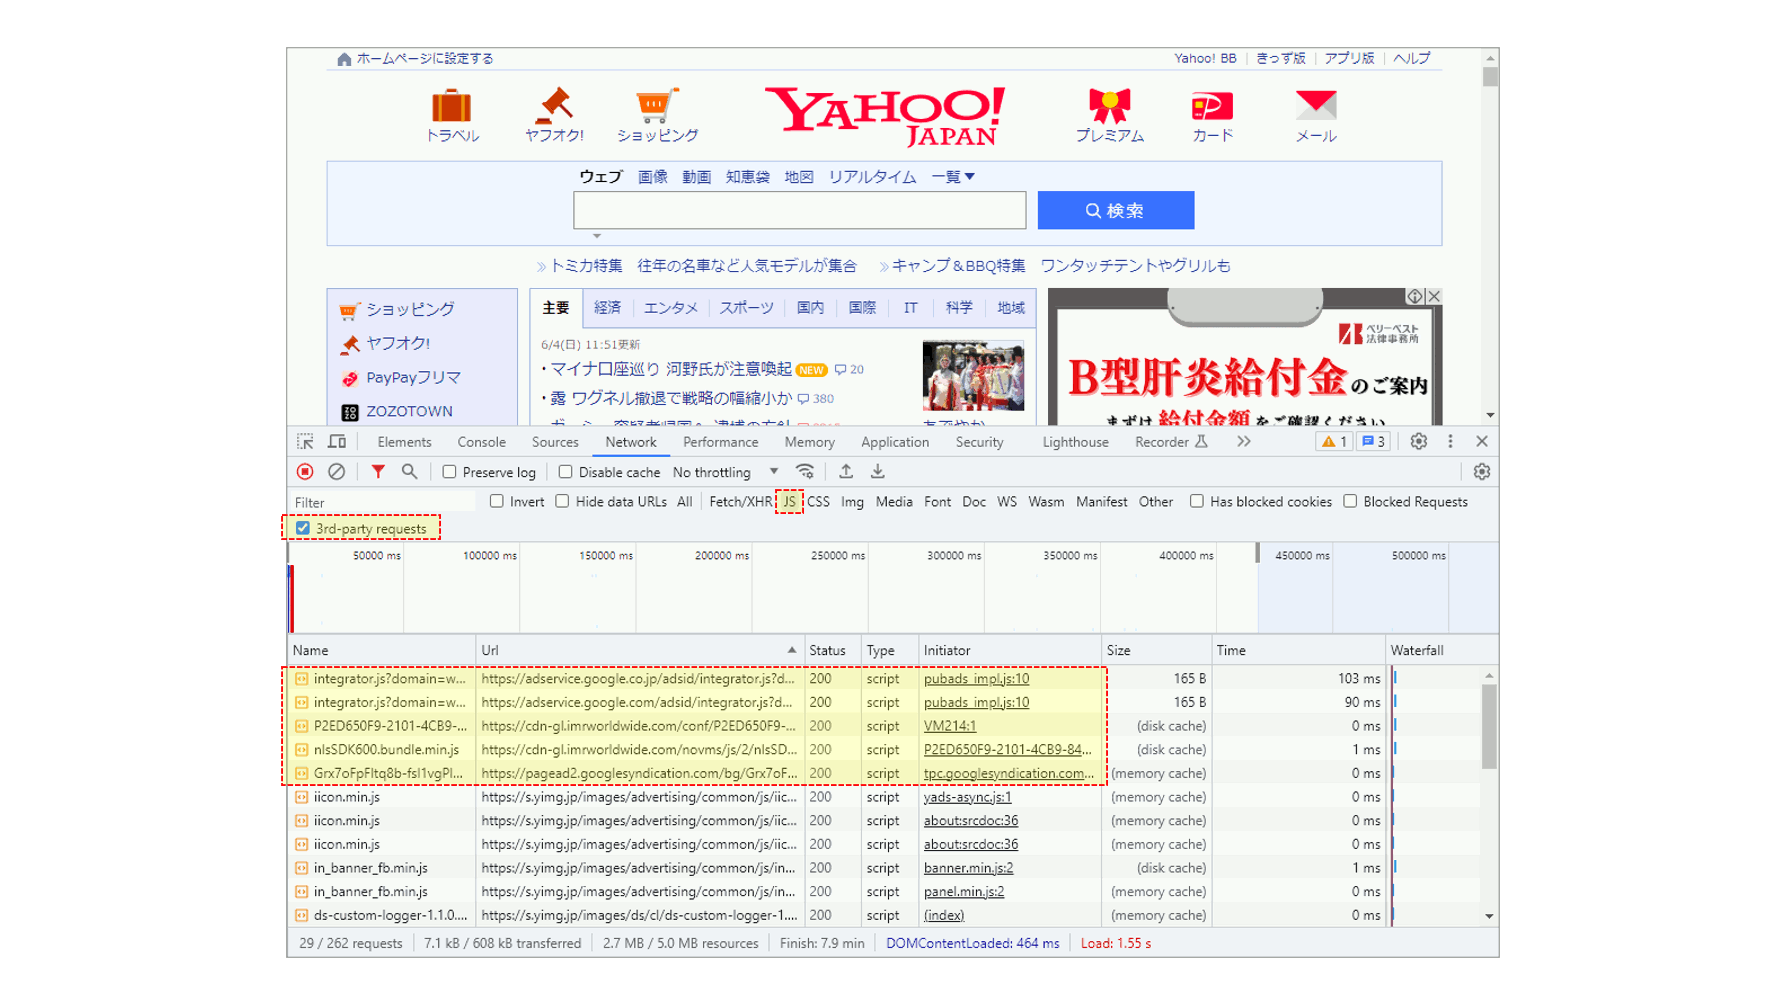 ホームページに設定する
Yahoo! BB きっず版 アプリ版 ヘルプ
トラベル ヤフオク! ショッピング YAHOO! JAPAN プレミアム カード メール
ウェブ 画像 動画 知恵袋 地図 リアルタイム 一覧▼
検索
トミカ特集 往年の名車など人気モデルが集合 キャンプ&BBQ特集 ワンタッチテントやグリルも
ショッピング
ヤフオク!
PayPayフリマ
ZOZOTOWN
主要 経済 エンタメ スポーツ 国内 国際 IT 科学 地域
6/4(日) 11:51更新
・マイナ口座巡り 河野氏が注意喚起 NEW 20
・露 ワグネル撤退で戦略の幅縮小か 380
ベリーベスト
法律事務所
B型肝炎給付金のご案内
まずは給付金額をご確認ください
Elements Console Sources Network Performance Memory Application Security Lighthouse Recorder 1 3
Preserve log Disable cache No throttling
Filter Invert Hide data URLs All Fetch/XHR JS CSS Img Media Font Doc WS Wasm Manifest Other Has blocked cookies Blocked Requests
3rd-party requests
50000 ms 100000 ms 150000 ms 200000 ms 250000 ms 300000 ms 350000 ms 400000 ms 450000 ms 500000 ms
Name Url Status Type Initiator Size Time Waterfall
integrator.js?domain=w... https://adservice.google.co.jp/adsid/integrator.js?d... 200 script pubads_impl.js:10 165 B 103 ms
integrator.js?domain=w... https://adservice.google.com/adsid/integrator.js?d... 200 script pubads_impl.js:10 165 B 90 ms
P2ED650F9-2101-4CB9-... https://cdn-gl.imrworldwide.com/conf/P2ED650F9-... 200 script VM214:1 (disk cache) 0 ms
nlsSDK600.bundle.min.js https://cdn-gl.imrworldwide.com/novms/js/2/nlsSD... 200 script P2ED650F9-2101-4CB9-84... (disk cache) 1 ms
Grx7oFpFltq8b-fsl1vgPl... https://pagead2.googlesyndication.com/bg/Grx7oF... 200 script tpc.googlesyndication.com... (memory cache) 0 ms
iicon.min.js https://s.yimg.jp/images/advertising/common/js/iic... 200 script yads-async.js:1 (memory cache) 0 ms
iicon.min.js https://s.yimg.jp/images/advertising/common/js/iic... 200 script about:srcdoc:36 (memory cache) 0 ms
iicon.min.js https://s.yimg.jp/images/advertising/common/js/iic... 200 script about:srcdoc:36 (memory cache) 0 ms
in_banner_fb.min.js https://s.yimg.jp/images/advertising/common/js/in... 200 script banner.min.js:2 (disk cache) 1 ms
in_banner_fb.min.js https://s.yimg.jp/images/advertising/common/js/in... 200 script panel.min.js:2 (memory cache) 0 ms
ds-custom-logger-1.1.0.... https://s.yimg.jp/images/ds/cl/ds-custom-logger-1.... 200 script (index) (memory cache) 0 ms
29 / 262 requests 7.1 kB / 608 kB transferred 2.7 MB / 5.0 MB resources Finish: 7.9 min DOMContentLoaded: 464 ms Load: 1.55 s